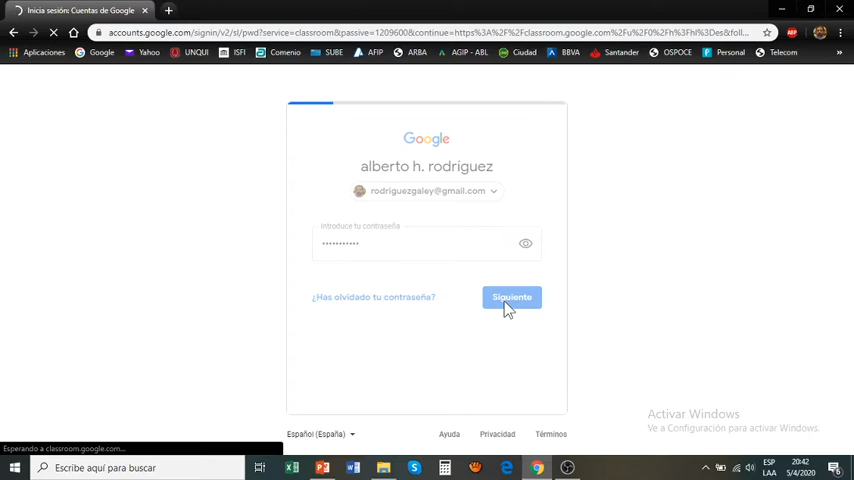 Inicia sesión: Cuentas de Google
accounts.google.com/signin/v2/sl/pwd?service=classroom&passive=1209600&continue=https%3A%2F%2Fclassroom.google.com%2Fu%2F0%2Fh%3Fhl%3Des&foll...
Aplicaciones Google Yahoo UNQUI ISFI Comenio SUBE AFIP ARBA AGIP - ABL Ciudad BBVA Santander OSPOCE Personal Telecom
Google
alberto h. rodríguez
rodriguezgaley@gmail.com
Introduce tu contraseña
•••••••••••
¿Has olvidado tu contraseña? Siguiente
Activar Windows
Ve a Configuración para activar Windows.
Español (España) Ayuda Privacidad Términos
Esperando a classroom.google.com...
Escribe aquí para buscar
ESP
LAA
20:42
5/4/2020